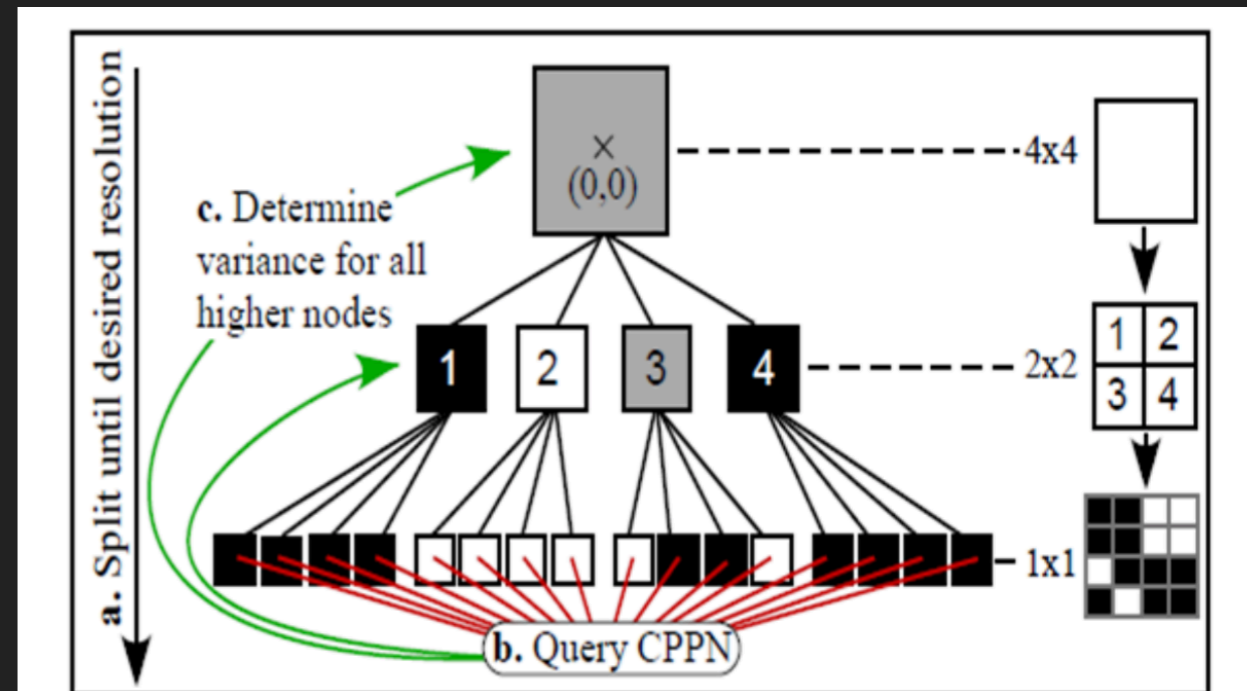 a. Split until desired resolution
×
(0,0)
4x4
c. Determine
variance for all
higher nodes
1 2 3 4
2x2
1 2
3 4
1x1
b. Query CPPN